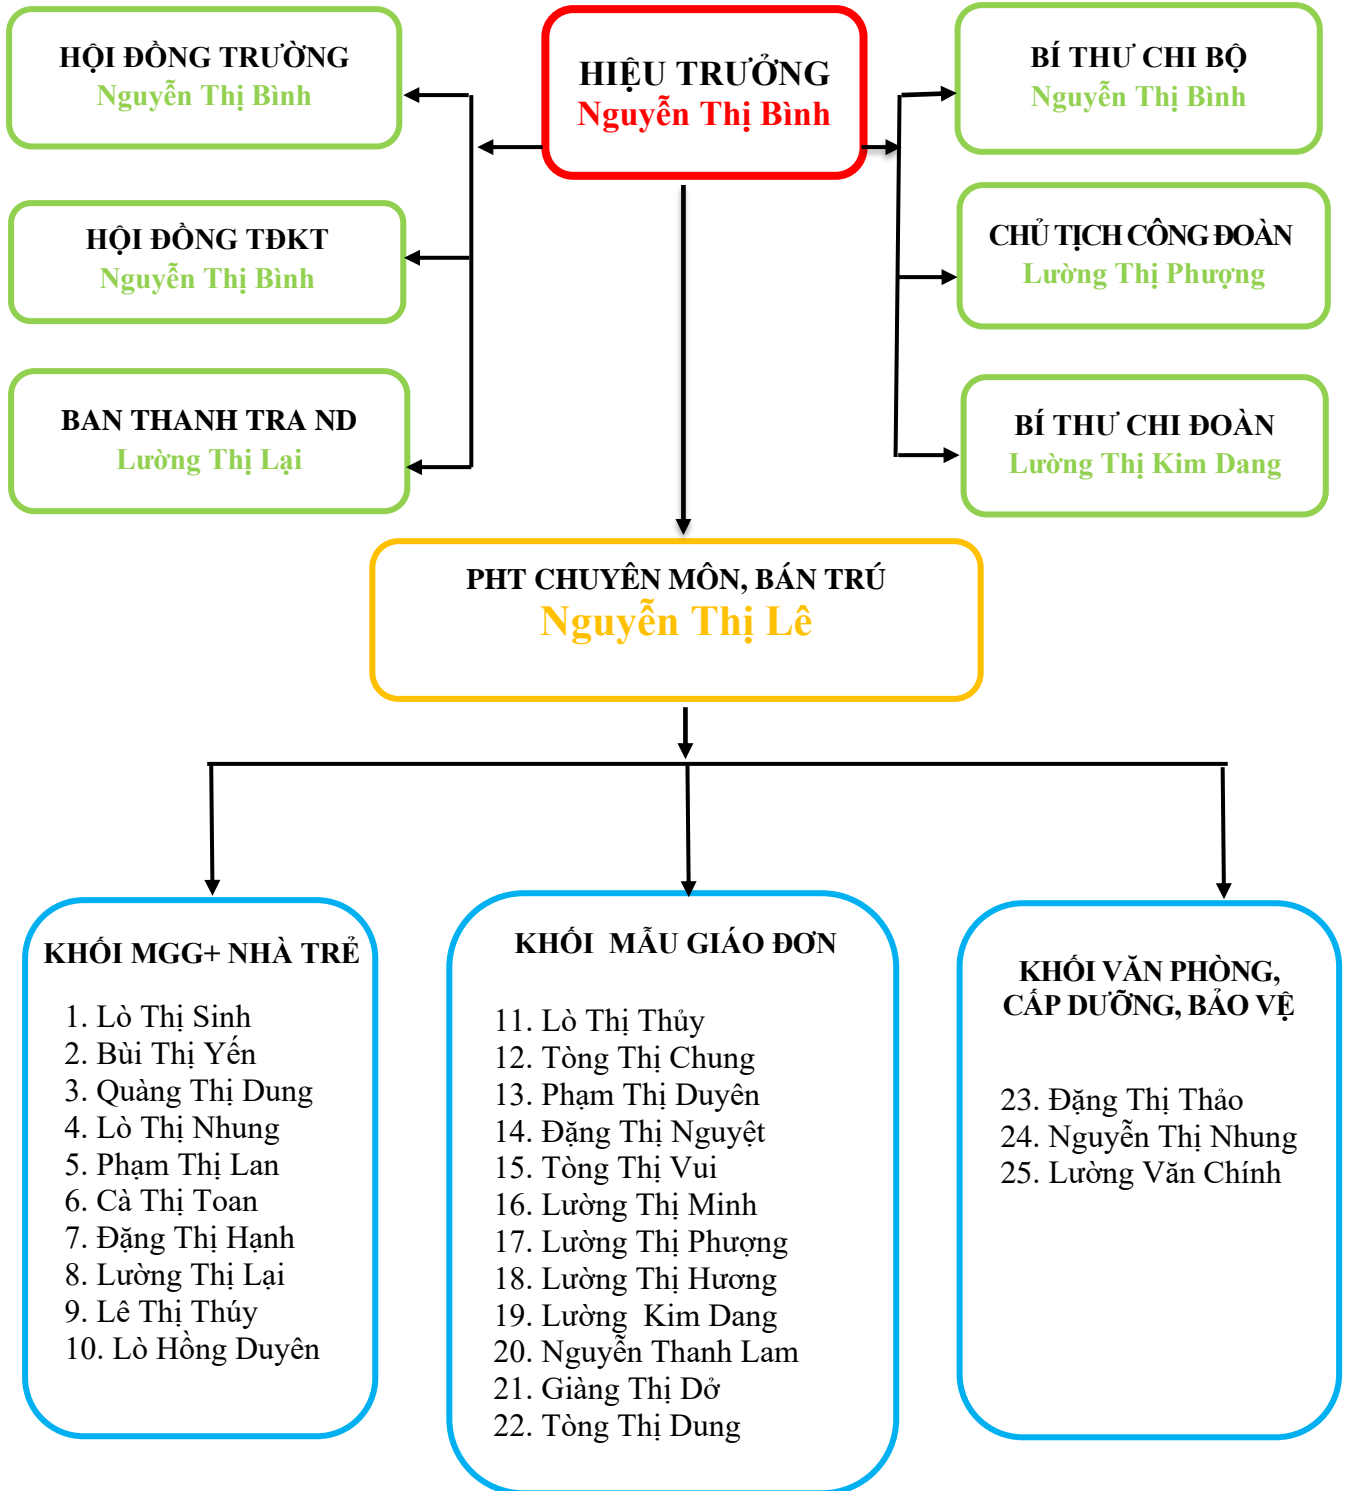 HỘI ĐỒNG TRƯỜNG
Nguyễn Thị Bình
HIỆU TRƯỞNG
Nguyễn Thị Bình
BÍ THƯ CHI BỘ
Nguyễn Thị Bình
HỘI ĐỒNG TĐKT
Nguyễn Thị Bình
CHỦ TỊCH CÔNG ĐOÀN
Lường Thị Phượng
BAN THANH TRA ND
Lường Thị Lại
BÍ THƯ CHI ĐOÀN
Lường Thị Kim Dang
PHT CHUYÊN MÔN, BÁN TRÚ
Nguyễn Thị Lê
KHỐI MGG+ NHÀ TRẺ
1. Lò Thị Sinh
2. Bùi Thị Yến
3. Quàng Thị Dung
4. Lò Thị Nhung
5. Phạm Thị Lan
6. Cà Thị Toan
7. Đặng Thị Hạnh
8. Lường Thị Lại
9. Lê Thị Thúy
10. Lò Hồng Duyên
KHỐI MẪU GIÁO ĐƠN
11. Lò Thị Thủy
12. Tòng Thị Chung
13. Phạm Thị Duyên
14. Đặng Thị Nguyệt
15. Tòng Thị Vui
16. Lường Thị Minh
17. Lường Thị Phượng
18. Lường Thị Hương
19. Lường Kim Dang
20. Nguyễn Thanh Lam
21. Giàng Thị Dở
22. Tòng Thị Dung
KHỐI VĂN PHÒNG,
CẤP DƯỠNG, BẢO VỆ
23. Đặng Thị Thảo
24. Nguyễn Thị Nhung
25. Lường Văn Chính